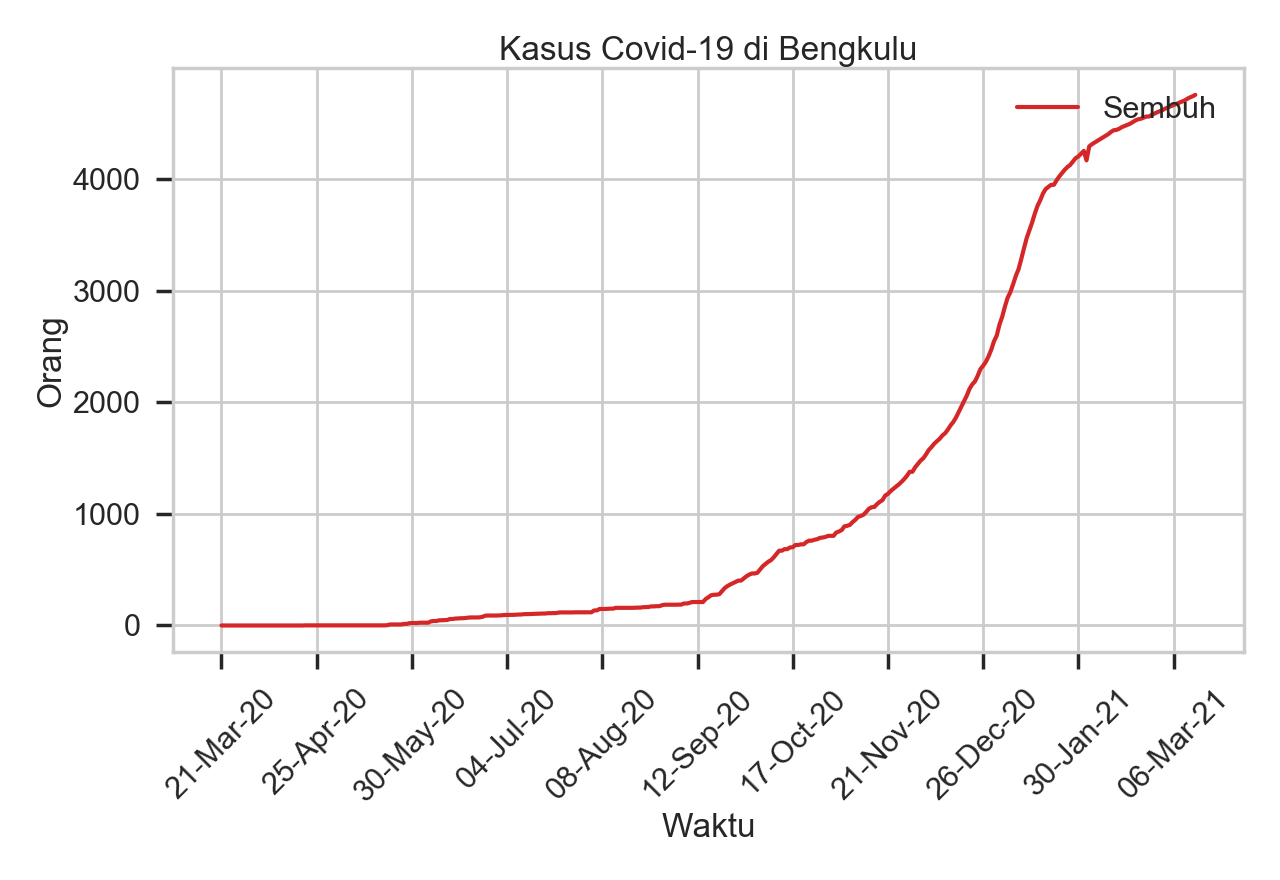 Kasus Covid-19 di Bengkulu
Sembuh
Orang
4000
3000
2000
1000
0
21-Mar-20
25-Apr-20
30-May-20
04-Jul-20
08-Aug-20
12-Sep-20
17-Oct-20
21-Nov-20
26-Dec-20
30-Jan-21
06-Mar-21
Waktu